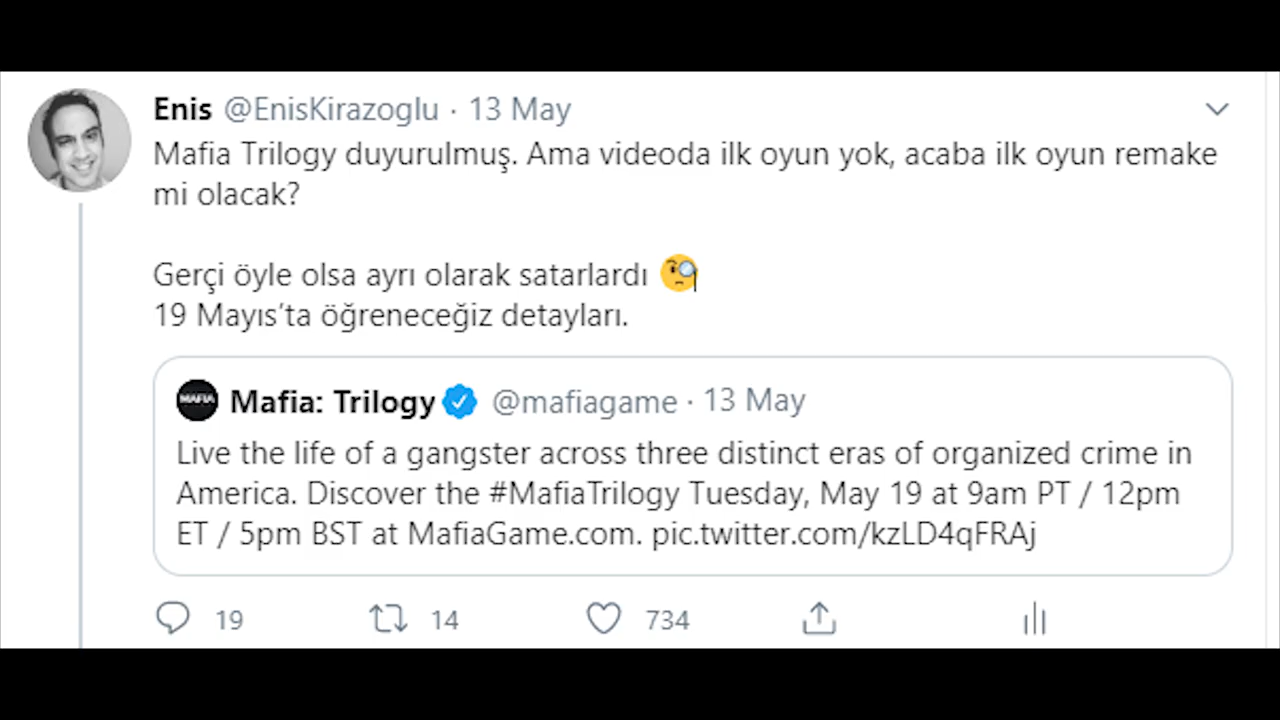 Enis @EnisKirazoglu · 13 May
Mafia Trilogy duyurulmuş. Ama videoda ilk oyun yok, acaba ilk oyun remake
mi olacak?
Gerçi öyle olsa ayrı olarak satarlardı 🧐
19 Mayıs'ta öğreneceğiz detayları.
MAFIA
Mafia: Trilogy @mafiagame · 13 May
Live the life of a gangster across three distinct eras of organized crime in
America. Discover the #MafiaTrilogy Tuesday, May 19 at 9am PT / 12pm
ET / 5pm BST at MafiaGame.com. pic.twitter.com/kzLD4qFRAj
19 14 734